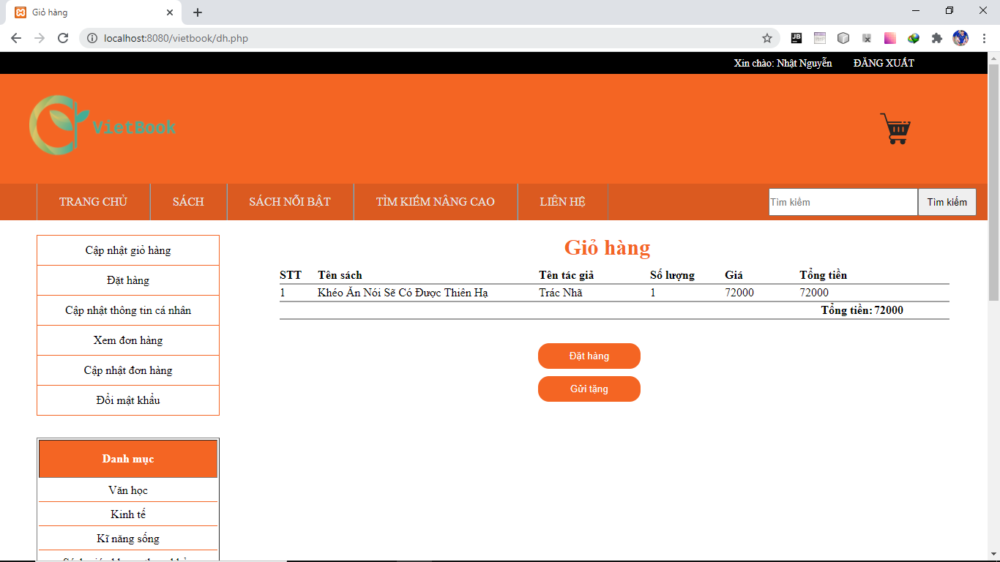 Giỏ hàng
localhost:8080/vietbook/dh.php
Xin chào: Nhật Nguyễn ĐĂNG XUẤT
VietBook
TRANG CHỦ SÁCH SÁCH NỖI BẬT TÌM KIẾM NÂNG CAO LIÊN HỆ Tìm kiếm Tìm kiếm
Cập nhật giỏ hàng
Đặt hàng
Cập nhật thông tin cá nhân
Xem đơn hàng
Cập nhật đơn hàng
Đổi mật khẩu
Danh mục
Văn học
Kinh tế
Kĩ năng sống
Giỏ hàng
STT Tên sách Tên tác giả Số lượng Giá Tổng tiền
1 Khéo Ăn Nói Sẽ Có Được Thiên Hạ Trác Nhã 1 72000 72000
Tổng tiền: 72000
Đặt hàng
Gửi tặng